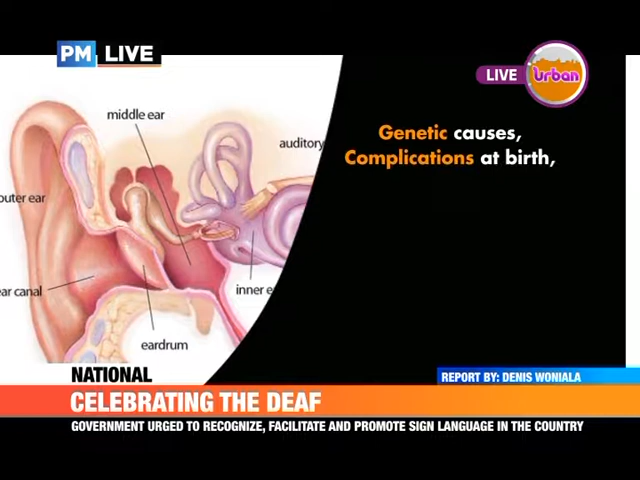 PM LIVE
LIVE urban
middle ear
auditory
outer ear
ear canal
inner e
eardrum
Genetic causes,
Complications at birth,
NATIONAL
REPORT BY: DENIS WONIALA
CELEBRATING THE DEAF
GOVERNMENT URGED TO RECOGNIZE, FACILITATE AND PROMOTE SIGN LANGUAGE IN THE COUNTRY